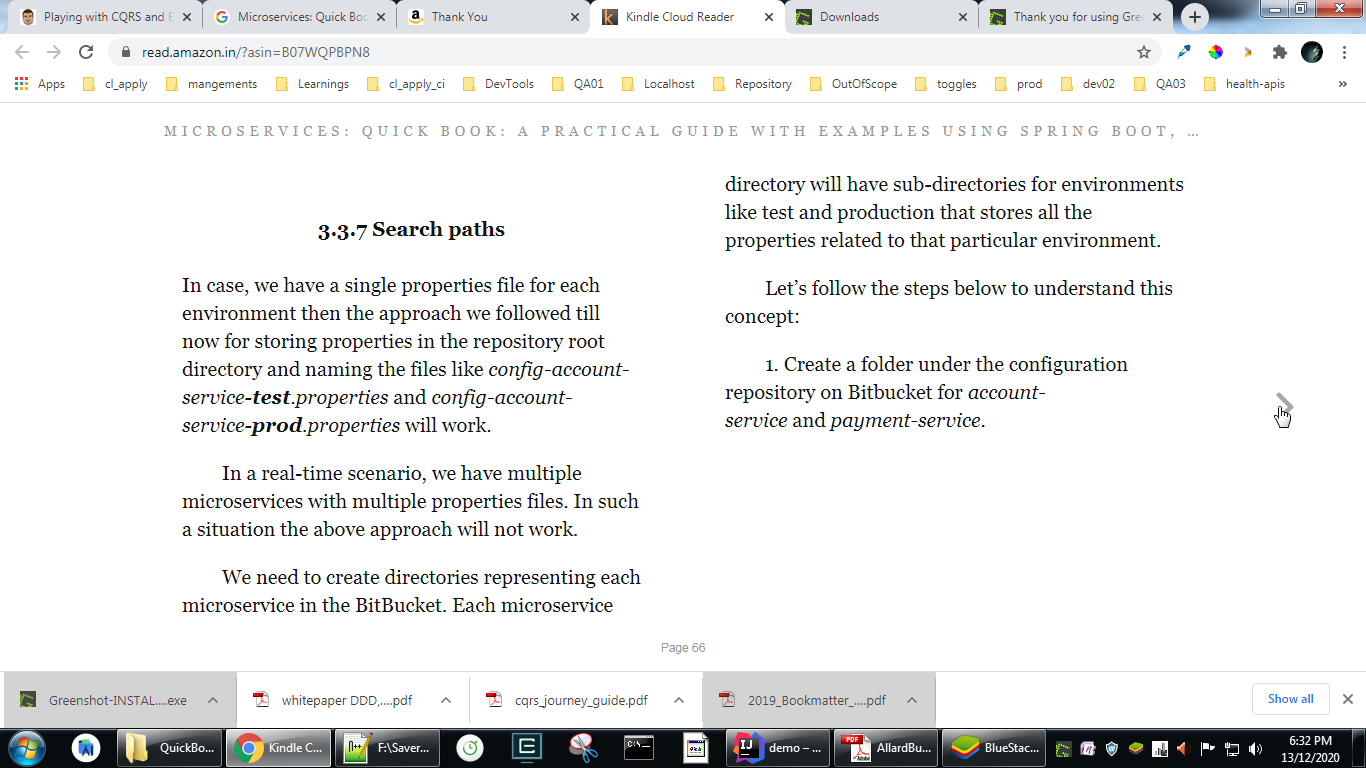 Playing with CQRS and E
Microservices: Quick Boo
Thank You
Kindle Cloud Reader
Downloads
Thank you for using Gre
read.amazon.in/?asin=B07WQPBPN8
Apps
cl_apply
mangements
Learnings
cl_apply_ci
DevTools
QA01
Localhost
Repository
OutOfScope
toggles
prod
dev02
QA03
health-apis
MICROSERVICES: QUICK BOOK: A PRACTICAL GUIDE WITH EXAMPLES USING SPRING BOOT, ...
3.3.7 Search paths
In case, we have a single properties file for each
environment then the approach we followed till
now for storing properties in the repository root
directory and naming the files like config-account-
service-test.properties and config-account-
service-prod.properties will work.
In a real-time scenario, we have multiple
microservices with multiple properties files. In such
a situation the above approach will not work.
We need to create directories representing each
microservice in the BitBucket. Each microservice
directory will have sub-directories for environments
like test and production that stores all the
properties related to that particular environment.
Let's follow the steps below to understand this
concept:
1. Create a folder under the configuration
repository on Bitbucket for account-
service and payment-service.
Page 66
Greenshot-INSTAL....exe
whitepaper DDD,....pdf
cqrs_journey_guide.pdf
2019_Bookmatter_....pdf
Show all
QuickBo...
Kindle C...
F:\Saver...
demo – ...
AllardBu...
BlueStac...
6:32 PM
13/12/2020